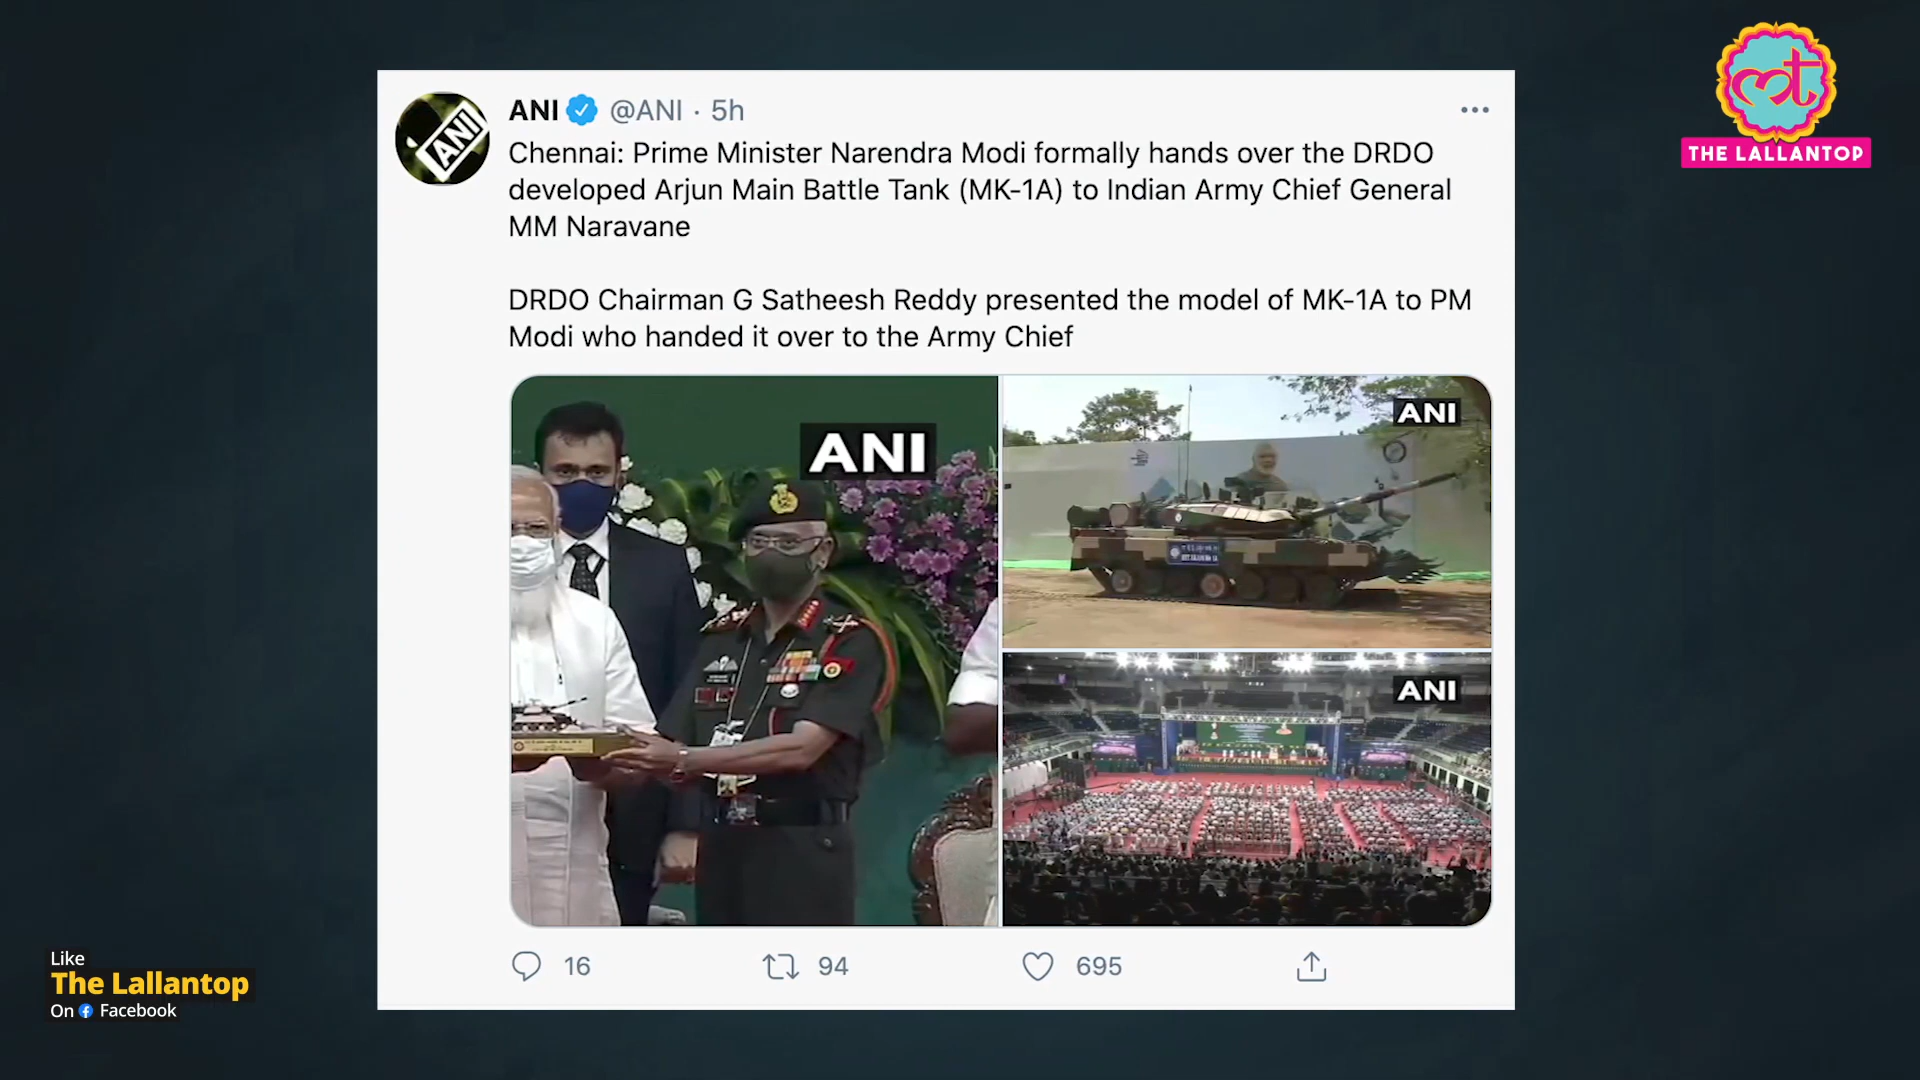 THE LALLANTOP
ANI @ANI · 5h
Chennai: Prime Minister Narendra Modi formally hands over the DRDO
developed Arjun Main Battle Tank (MK-1A) to Indian Army Chief General
MM Naravane
DRDO Chairman G Satheesh Reddy presented the model of MK-1A to PM
Modi who handed it over to the Army Chief
ANI
ANI
ANI
ANI
16 94 695
Like
The Lallantop
On Facebook